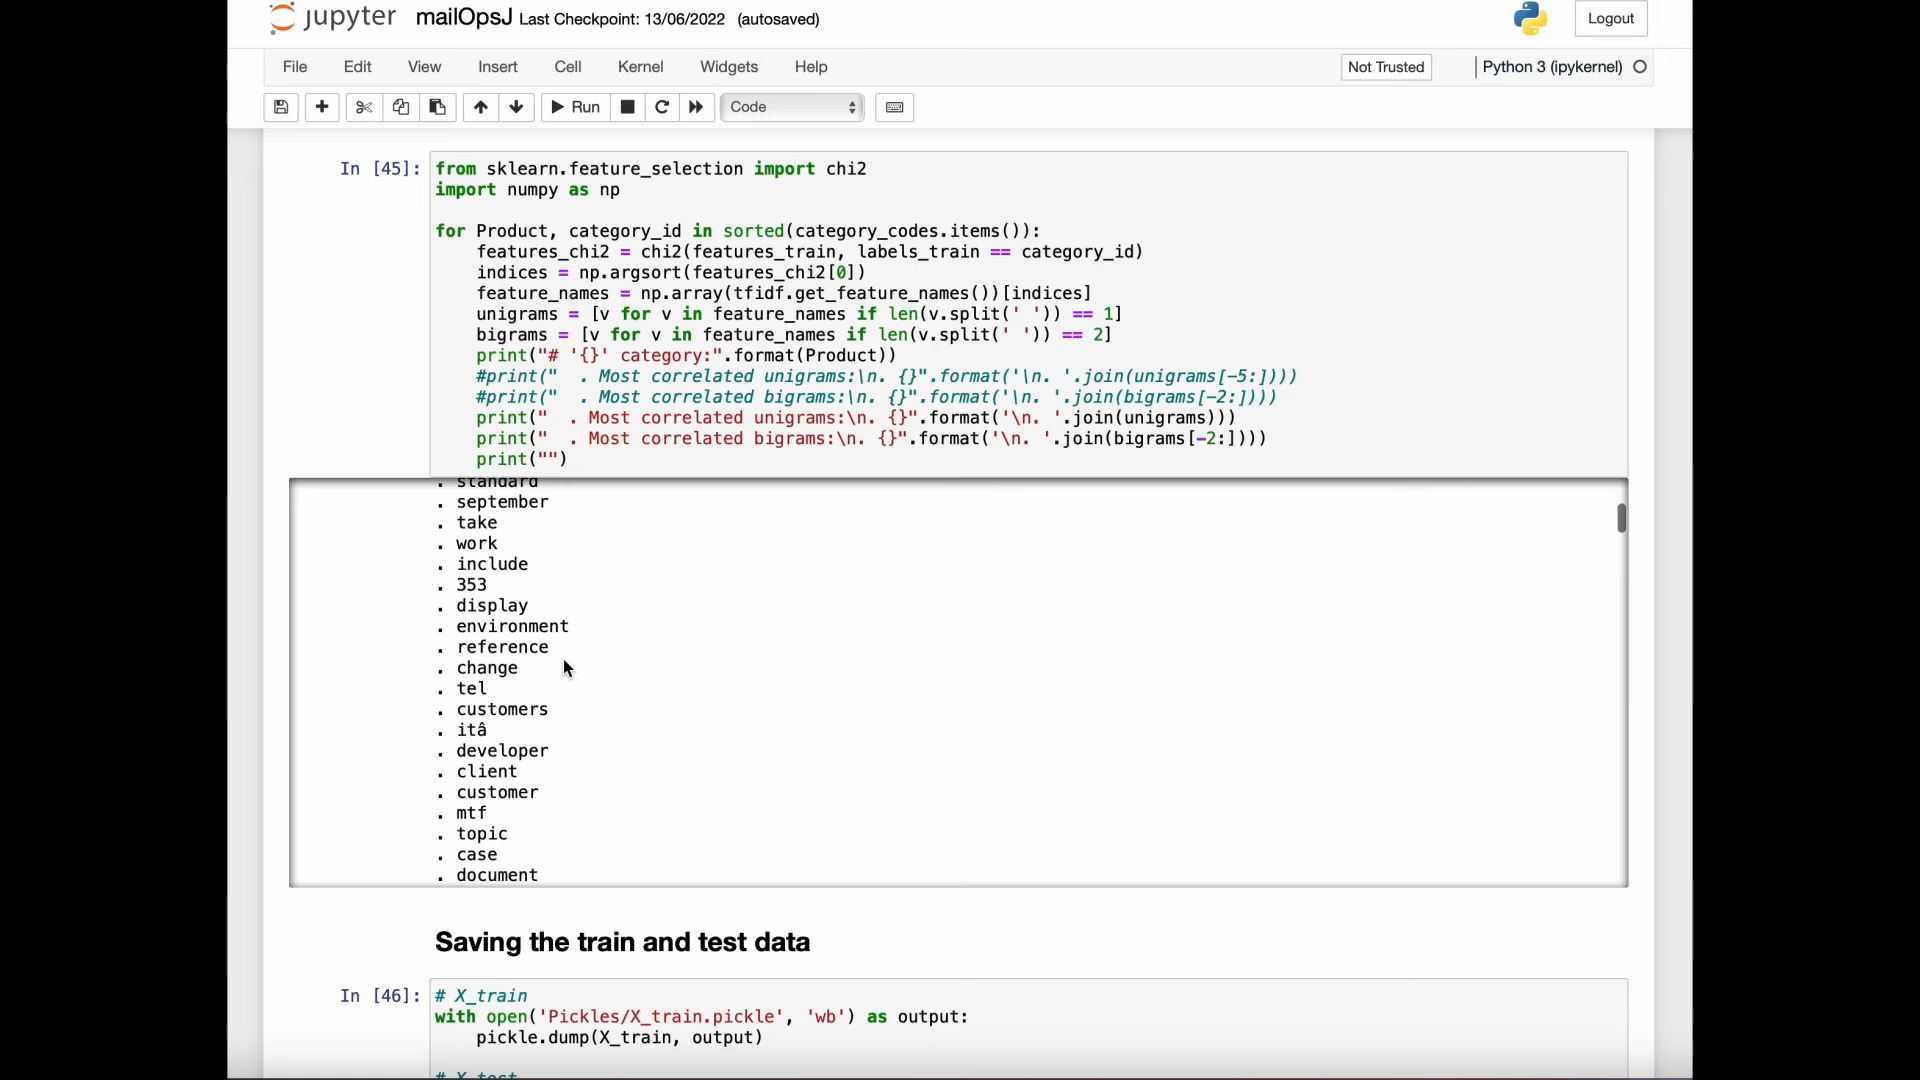 jupyter mailOpsJ Last Checkpoint: 13/06/2022 (autosaved) Logout
File Edit View Insert Cell Kernel Widgets Help Not Trusted Python 3 (ipykernel)
Run Code
In [45]: from sklearn.feature_selection import chi2
import numpy as np
for Product, category_id in sorted(category_codes.items()):
    features_chi2 = chi2(features_train, labels_train == category_id)
    indices = np.argsort(features_chi2[0])
    feature_names = np.array(tfidf.get_feature_names())[indices]
    unigrams = [v for v in feature_names if len(v.split(' ')) == 1]
    bigrams = [v for v in feature_names if len(v.split(' ')) == 2]
    print("# '{}' category:".format(Product))
    #print("  . Most correlated unigrams:\n. {}".format('\n. '.join(unigrams[-5:])))
    #print("  . Most correlated bigrams:\n. {}".format('\n. '.join(bigrams[-2:])))
    print("  . Most correlated unigrams:\n. {}".format('\n. '.join(unigrams)))
    print("  . Most correlated bigrams:\n. {}".format('\n. '.join(bigrams[-2:])))
    print("")
. standard
. september
. take
. work
. include
. 353
. display
. environment
. reference
. change
. tel
. customers
. itâ
. developer
. client
. customer
. mtf
. topic
. case
. document
Saving the train and test data
In [46]: # X_train
with open('Pickles/X_train.pickle', 'wb') as output:
    pickle.dump(X_train, output)
# X_test